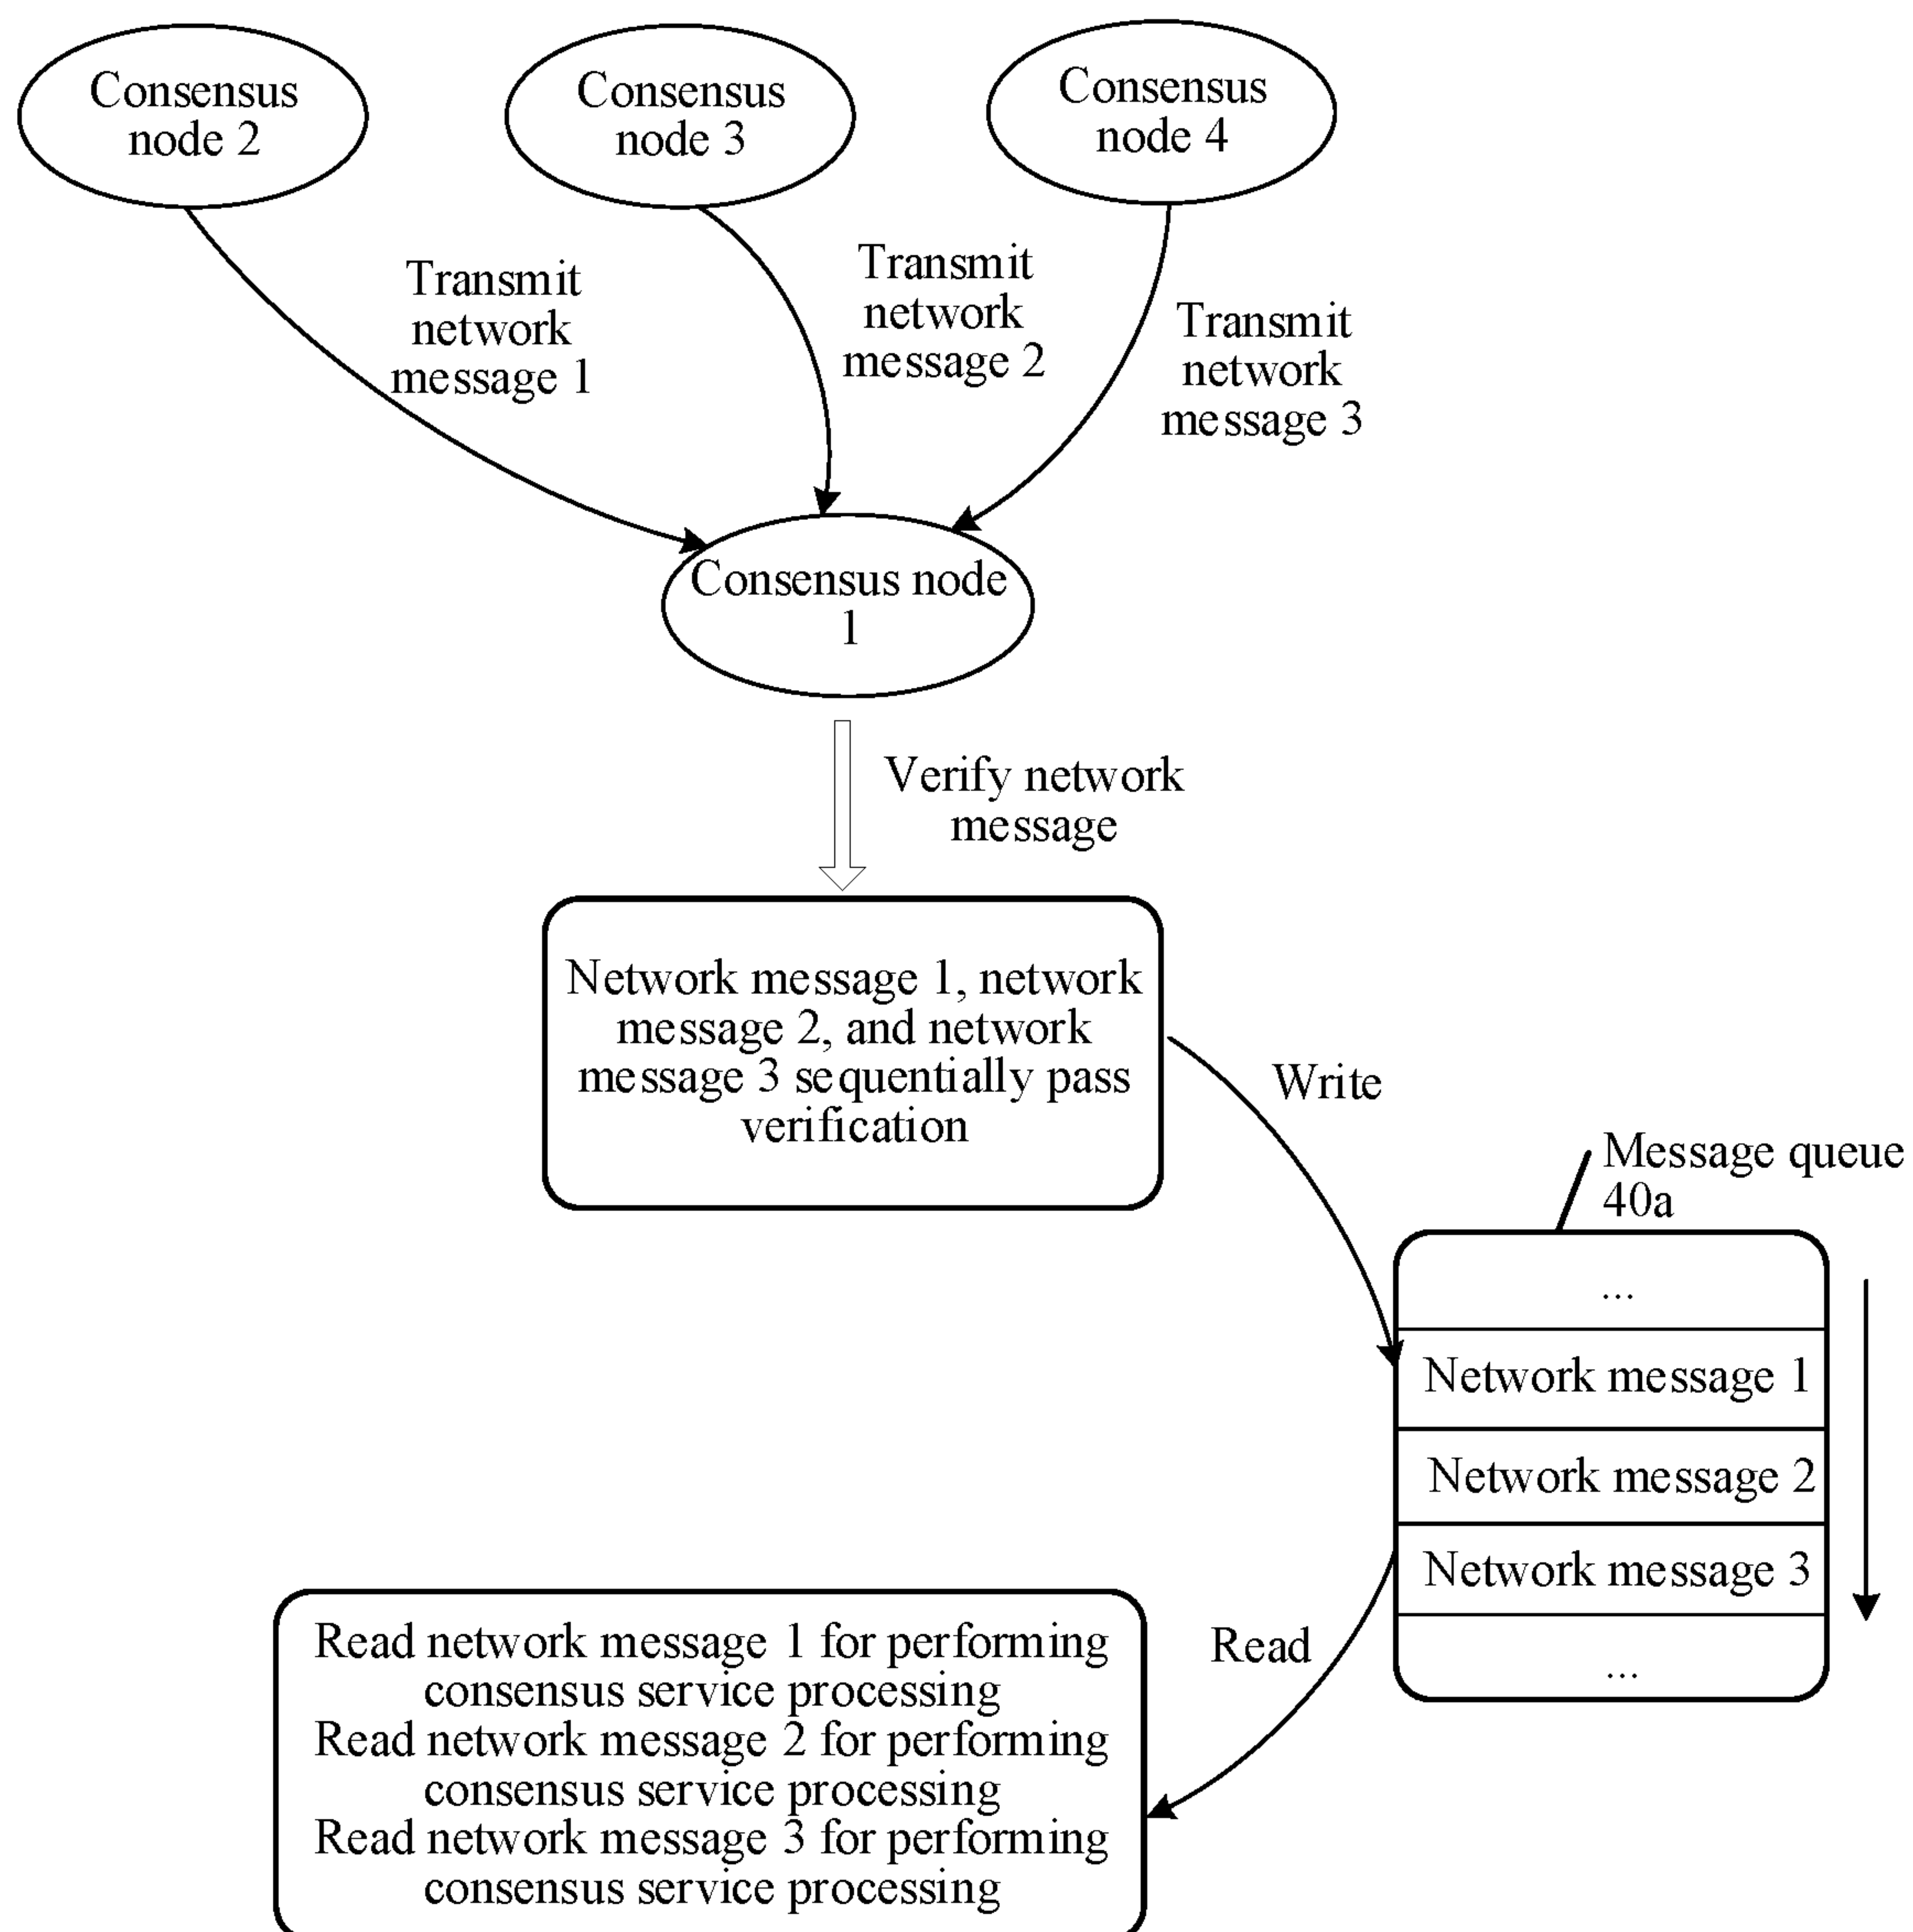 Consensus
node 2
Consensus
node 3
Consensus
node 4
Transmit
network
message 1
Transmit
network
message 2
Transmit
network
message 3
Consensus node
1
Verify network
message
Network message 1, network
message 2, and network
message 3 sequentially pass
verification
Write
Message queue
40a
...
Network message 1
Network message 2
Network message 3
...
Read
Read network message 1 for performing
consensus service processing
Read network message 2 for performing
consensus service processing
Read network message 3 for performing
consensus service processing